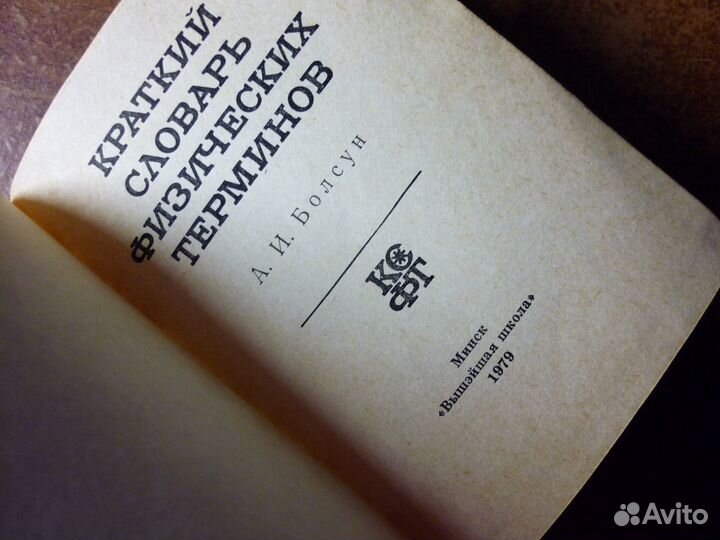 КРАТКИЙ
СЛОВАРЬ
ФИЗИЧЕСКИХ
ТЕРМИНОВ
А. И. Болсун
КС
ФТ
Минск
«Вышэйшая школа»
1979
Avito